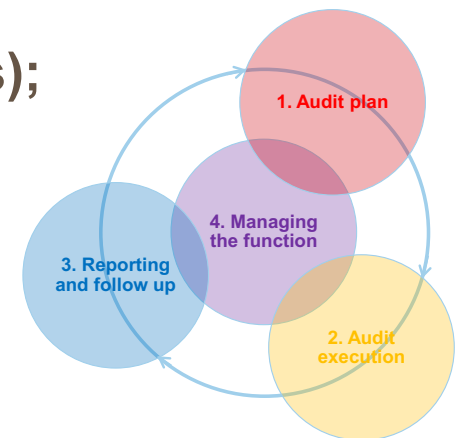 s);
1. Audit plan
4. Managing
the function
3. Reporting
and follow up
2. Audit
execution